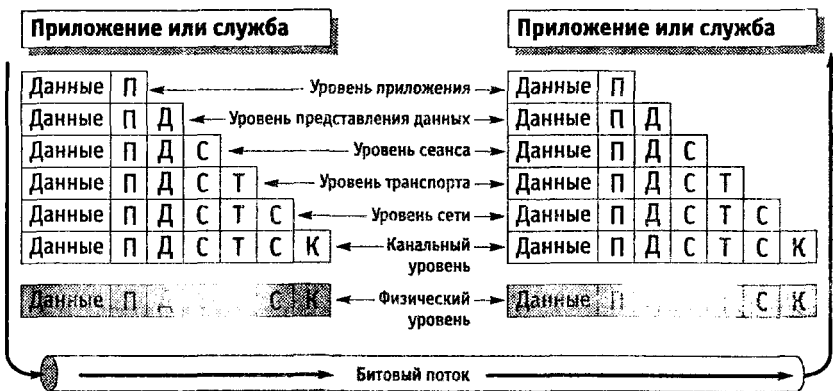 Приложение или служба Приложение или служба
Данные П Уровень приложения Данные П
Данные П Д Уровень представления данных Данные П Д
Данные П Д С Уровень сеанса Данные П Д С
Данные П Д С Т Уровень транспорта Данные П Д С Т
Данные П Д С Т С Уровень сети Данные П Д С Т С
Данные П Д С Т С К Канальный Данные П Д С Т С К
уровень
Данные П Д С К Физический Данные П С К
уровень
Битовый поток